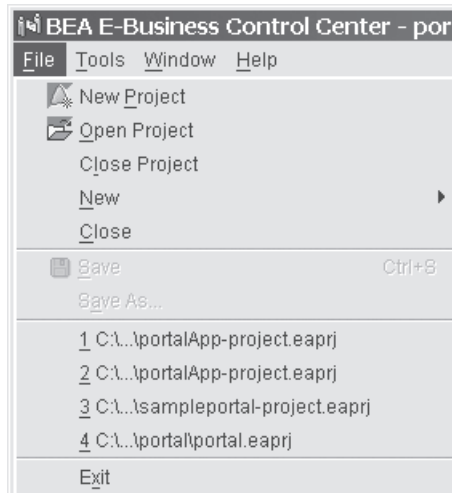 BEA E-Business Control Center - por
File Tools Window Help
New Project
Open Project
Close Project
New
Close
Save Ctrl+S
Save As...
1 C:\...\portalApp-project.eaprj
2 C:\...\portalApp-project.eaprj
3 C:\...\sampleportal-project.eaprj
4 C:\...\portal\portal.eaprj
Exit